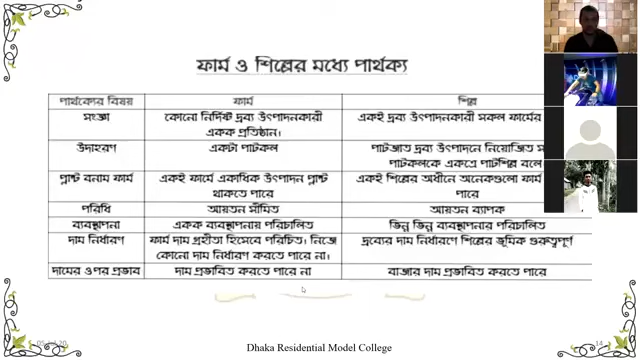 ফার্ম ও শিল্পের মধ্যে পার্থক্য
পার্থক্যের বিষয় ফার্ম শিল্প
সংজ্ঞা কোনো নির্দিষ্ট দ্রব্য উৎপাদনকারী একই দ্রব্য উৎপাদনকারী সকল ফার্মের
একক প্রতিষ্ঠান।
উদাহরণ একটা পাটকল পাটজাত দ্রব্য উৎপাদনে নিয়োজিত স
পাটকলকে একত্রে পাটশিল্প বলে
প্লান্ট বনাম ফার্ম একই ফার্মে একাধিক উৎপাদন প্লান্ট একই শিল্পের অধীনে অনেকগুলো ফার্ম
থাকতে পারে পারে
পরিধি আয়তন সীমিত আয়তন ব্যাপক
ব্যবস্থাপনা একক ব্যবস্থাপনায় পরিচালিত ভিন্ন ভিন্ন ব্যবস্থাপনার পরিচালিত
দাম নির্ধারণ ফার্ম দাম গ্রহীতা হিসেবে পরিচিত। নিজে দ্রব্যের দাম নির্ধারণে শিল্পের ভূমিক গুরুত্বপূর্ণ
কোনো দাম নির্ধারণ করতে পারে না।
দামের ওপর প্রভাব দাম প্রভাবিত করতে পারে না বাজার দাম প্রভাবিত করতে পারে
Dhaka Residential Model College
14